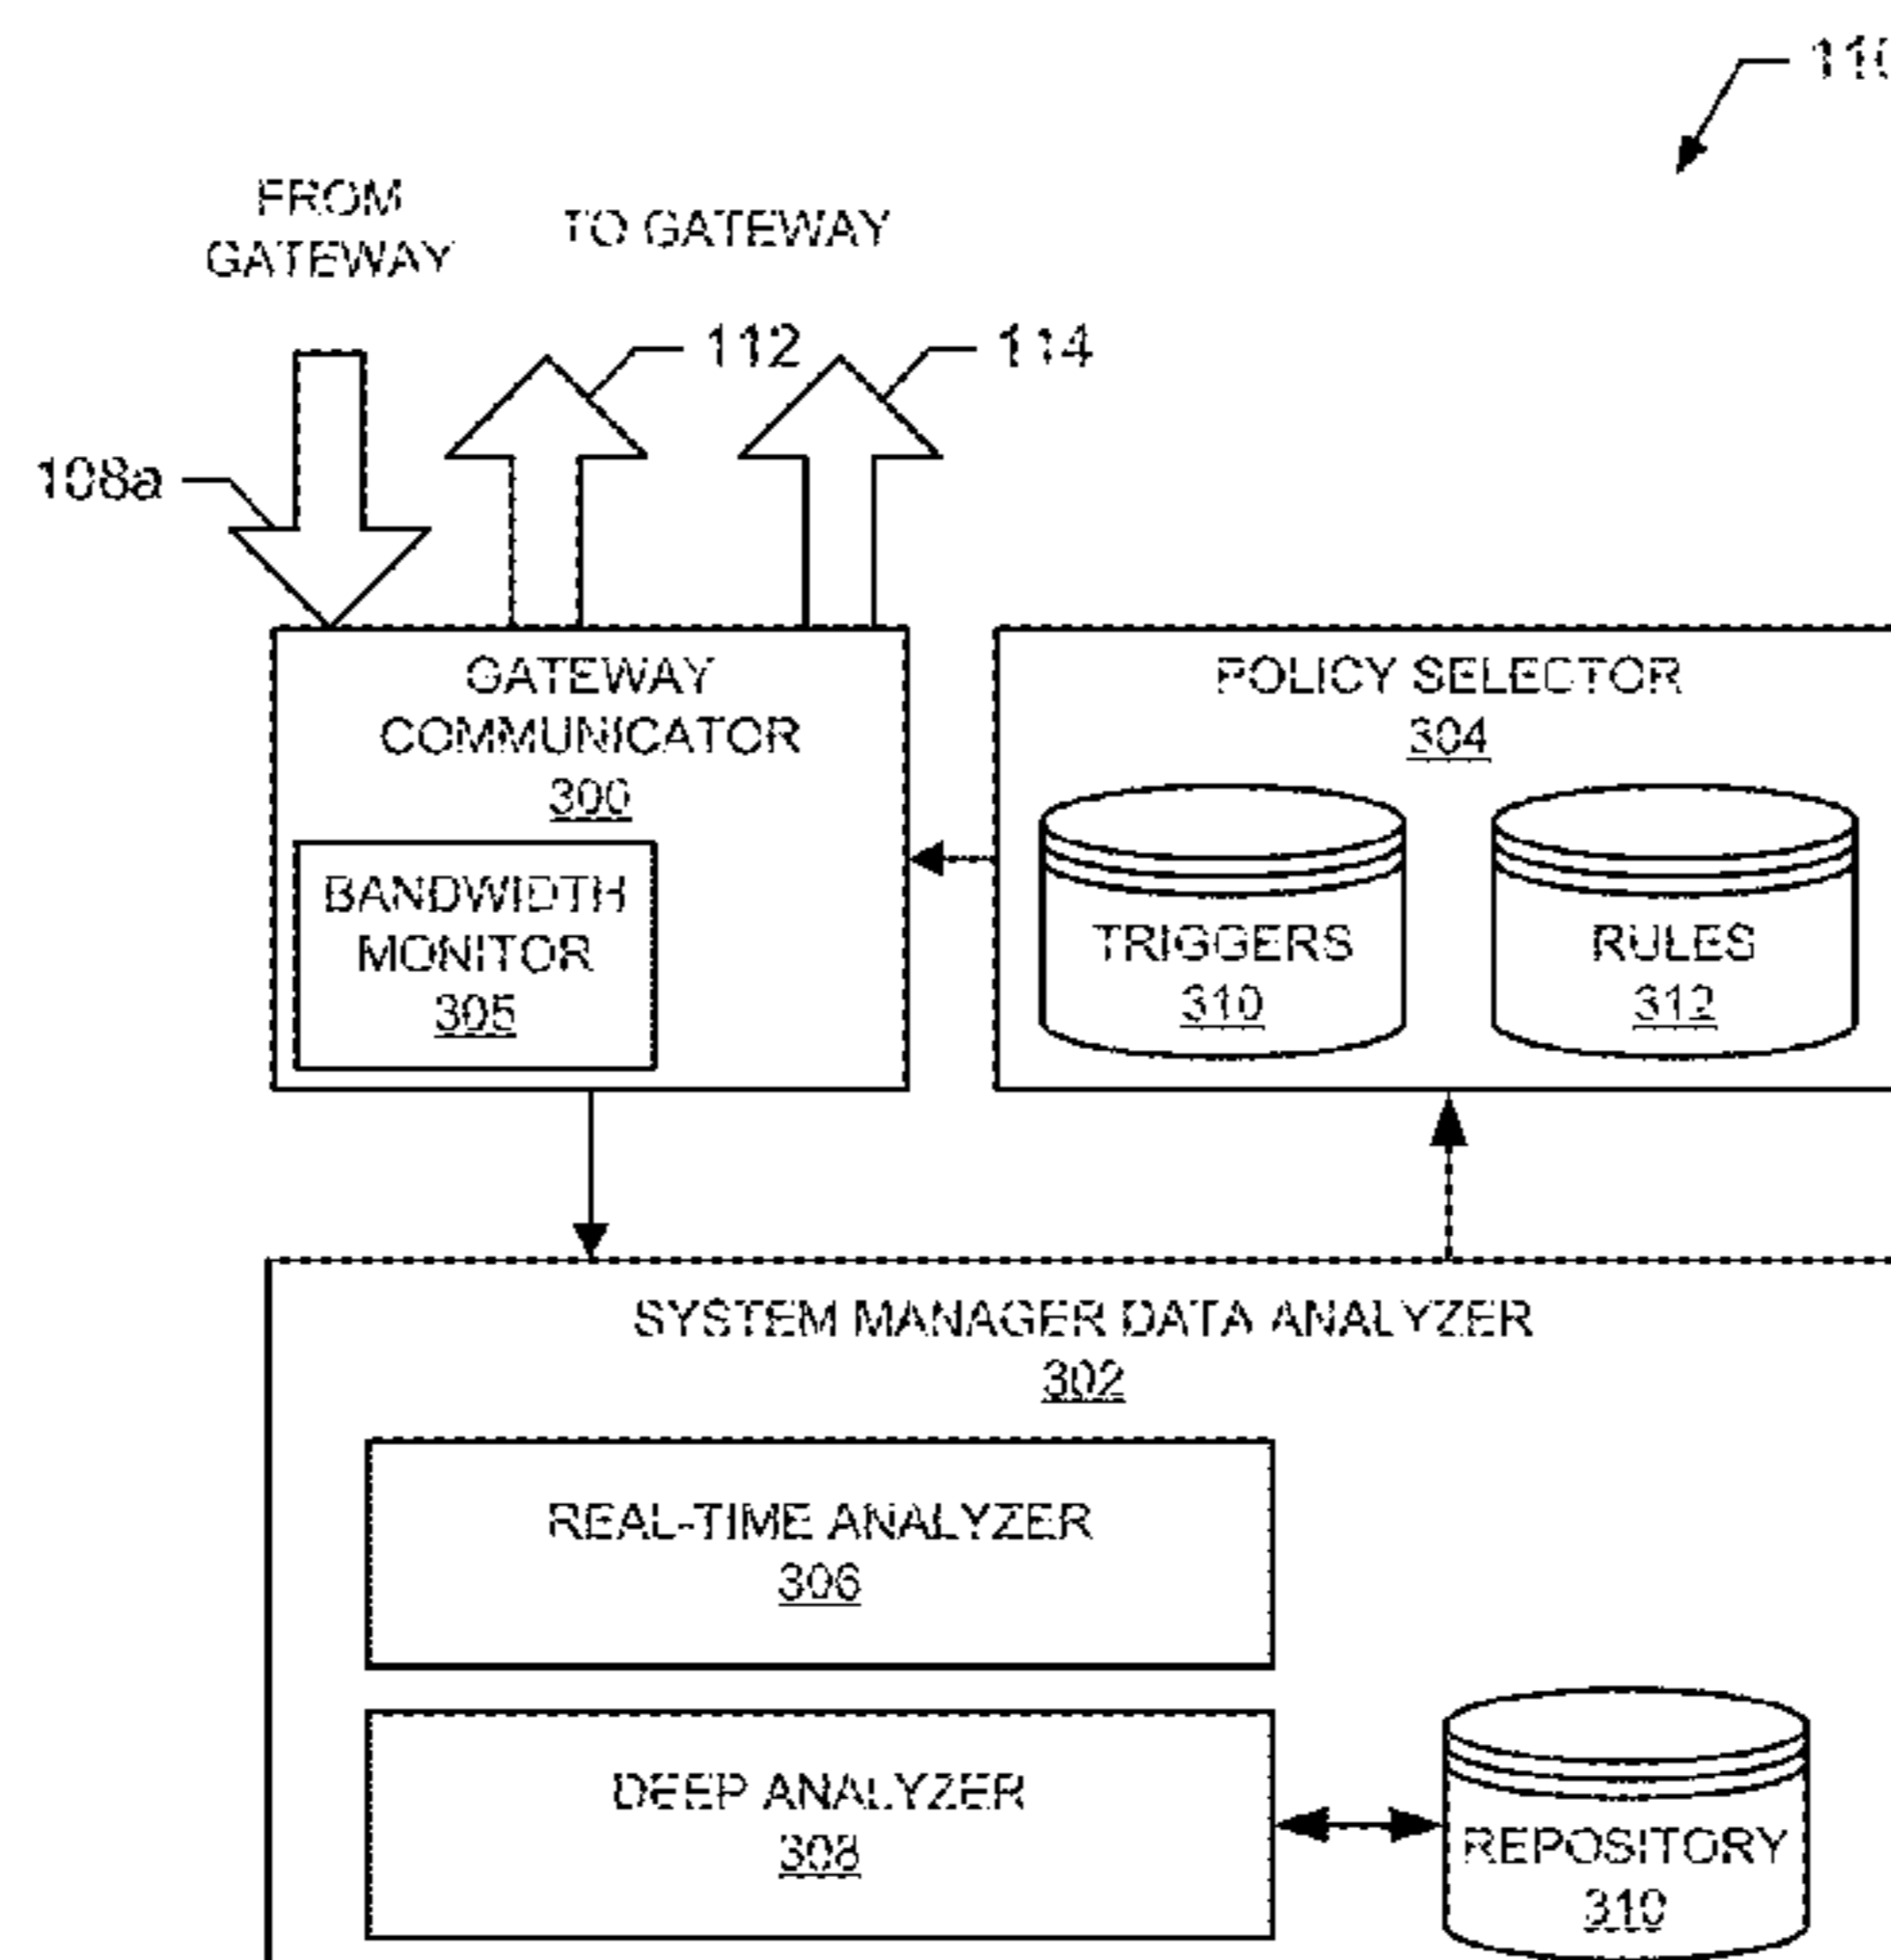 FROM
GATEWAY
TO GATEWAY
112
114
108a
GATEWAY
COMMUNICATOR
300
BANDWIDTH
MONITOR
305
POLICY SELECTOR
304
TRIGGERS
310
RULES
312
SYSTEM MANAGER DATA ANALYZER
302
REAL-TIME ANALYZER
306
DEEP ANALYZER
308
REPOSITORY
310